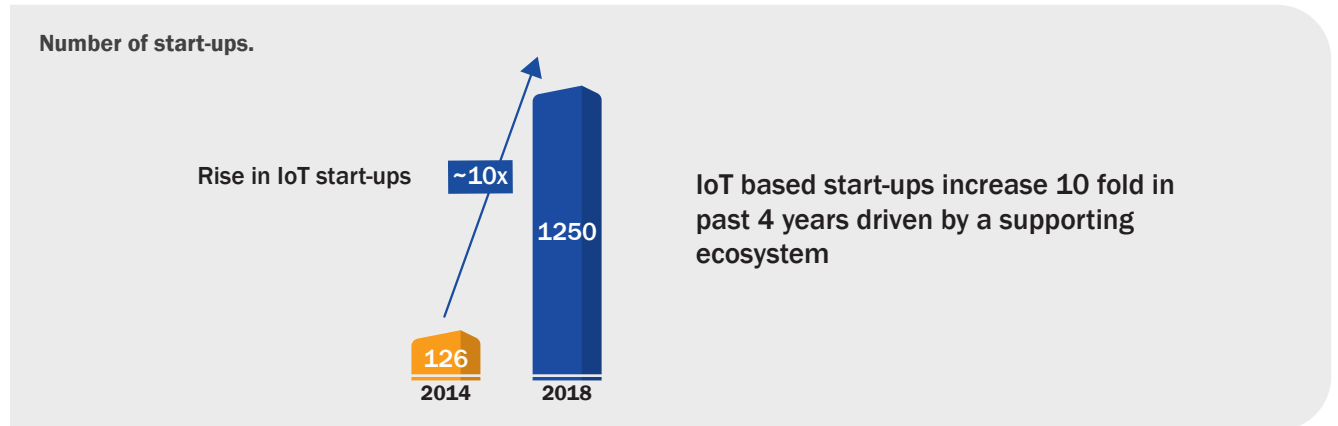 Number of start-ups.
Rise in IoT start-ups
~10x
1250
126
2014
2018
IoT based start-ups increase 10 fold in
past 4 years driven by a supporting
ecosystem